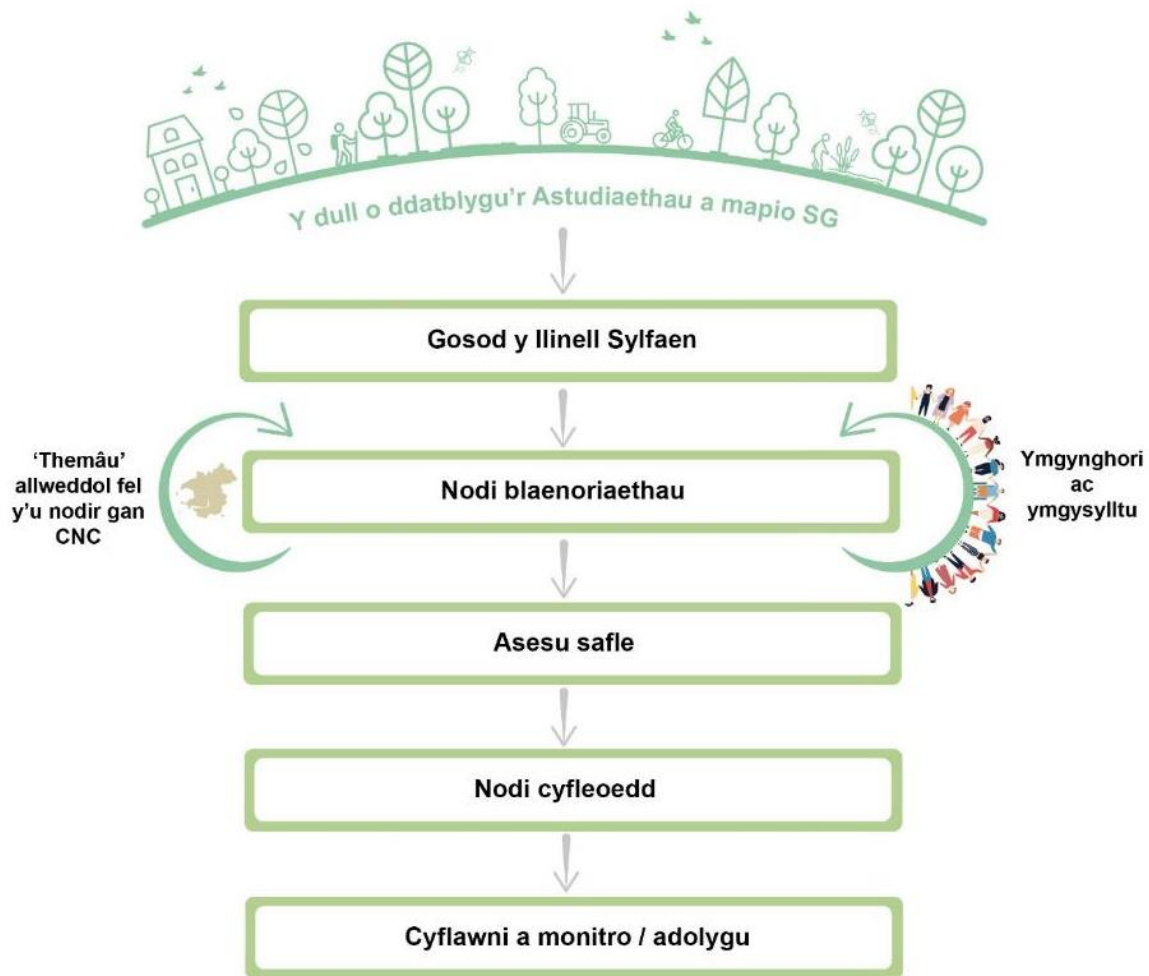 Y dull o ddatblygu'r Astudiaethau a mapio SG
Gosod y llinell Sylfaen
'Themâu'
allweddol fel
y'u nodir gan
CNC
Nodi blaenoriaethau
Ymgynghori
ac
ymgysylltu
Asesu safle
Nodi cyfleoedd
Cyflawni a monitro / adolygu